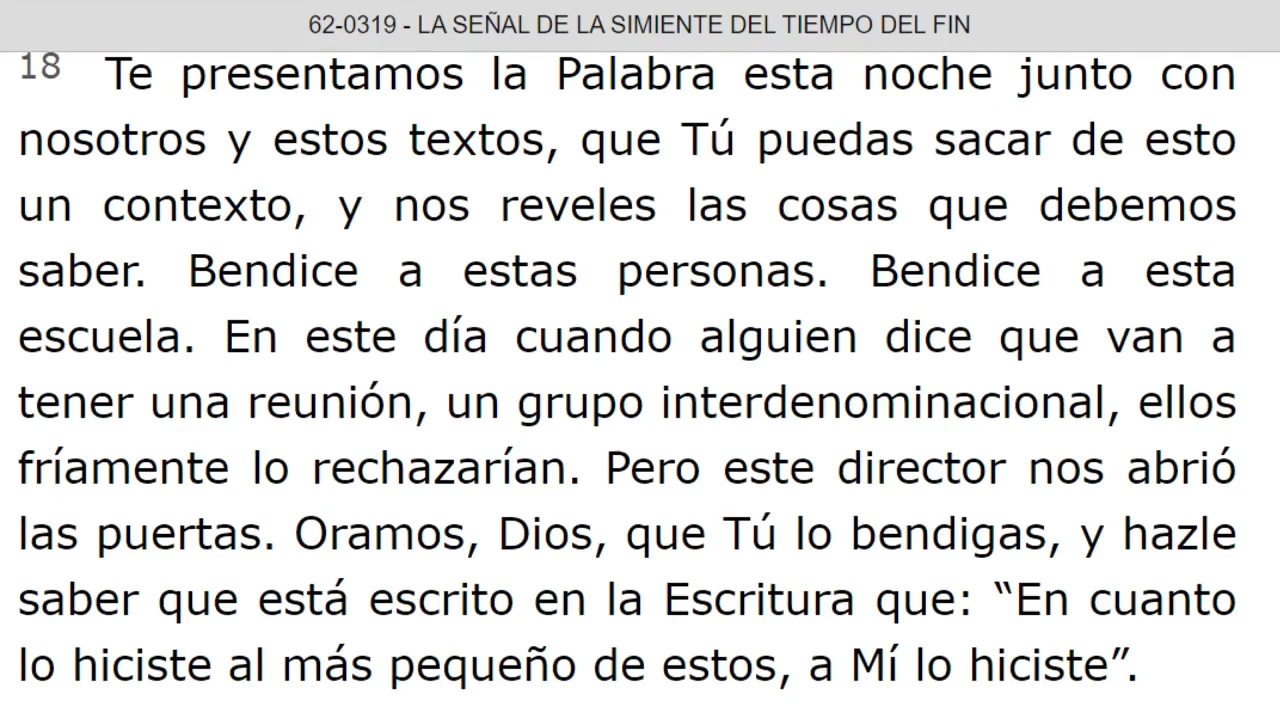 62-0319 - LA SEÑAL DE LA SIMIENTE DEL TIEMPO DEL FIN
18 Te presentamos la Palabra esta noche junto con
nosotros y estos textos, que Tú puedas sacar de esto
un contexto, y nos reveles las cosas que debemos
saber. Bendice a estas personas. Bendice a esta
escuela. En este día cuando alguien dice que van a
tener una reunión, un grupo interdenominacional, ellos
fríamente lo rechazarían. Pero este director nos abrió
las puertas. Oramos, Dios, que Tú lo bendigas, y hazle
saber que está escrito en la Escritura que: “En cuanto
lo hiciste al más pequeño de estos, a Mí lo hiciste”.